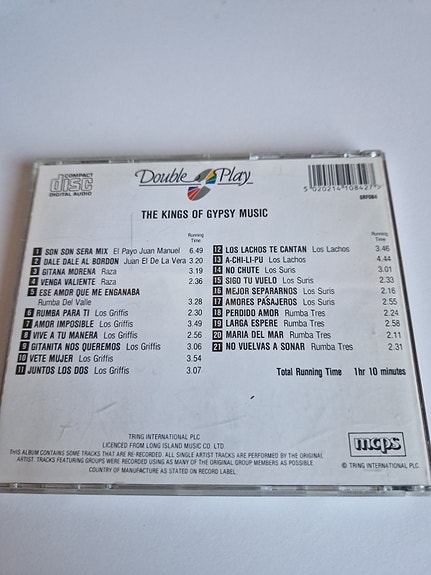 COMPACT
disc
DIGITAL AUDIO
Double Play
5 020214 108427
GRF084
THE KINGS OF GYPSY MUSIC
Running
Time
1 SON SON SERA MIX El Payo Juan Manuel 6.49
2 DALE DALE AL BORDON Juan El De La Vera 3.20
3 GITANA MORENA Raza 3.19
4 VENGA VALIENTE Raza 2.36
5 ESE AMOR QUE ME ENGANABA
Rumba Del Valle 3.28
6 RUMBA PARA TI Los Griffis 2.30
7 AMOR IMPOSIBLE Los Griffis 3.49
8 VIVE A TU MANERA Los Griffis 2.56
9 GITANITA NOS QUEREMOS Los Griffis 3.06
10 VETE MUJER Los Griffis 3.54
11 JUNTOS LOS DOS Los Griffis 3.07
Running
Time
12 LOS LACHOS TE CANTAN Los Lachos 3.46
13 A-CHI-LI-PU Los Lachos 4.44
14 NO CHUTE Los Suris 3.01
15 SIGO TU VUELO Los Suris 2.33
16 MEJOR SEPARARNOS Los Suris 2.16
17 AMORES PASAJEROS Los Suris 2.55
18 PERDIDO AMOR Rumba Tres 2.24
19 LARGA ESPERE Rumba Tres 2.58
20 MARIA DEL MAR Rumba Tres 2.11
21 NO VUELVAS A SONAR Rumba Tres 2.31
Total Running Time 1hr 10 minutes
TRING INTERNATIONAL PLC
LICENCED FROM LONG ISLAND MUSIC CO. LTD.
THIS ALBUM CONTAINS SOME TRACKS THAT ARE RE-RECORDED. ALL SINGLE ARTIST TRACKS ARE PERFORMED BY THE ORIGINAL
ARTIST. TRACKS FEATURING GROUPS WERE RECORDED USING AS MANY OF THE ORIGINAL GROUP MEMBERS AS POSSIBLE
COUNTRY OF MANUFACTURE AS STATED ON RECORD LABEL
mcps
© TRING INTERNATIONAL PLC.